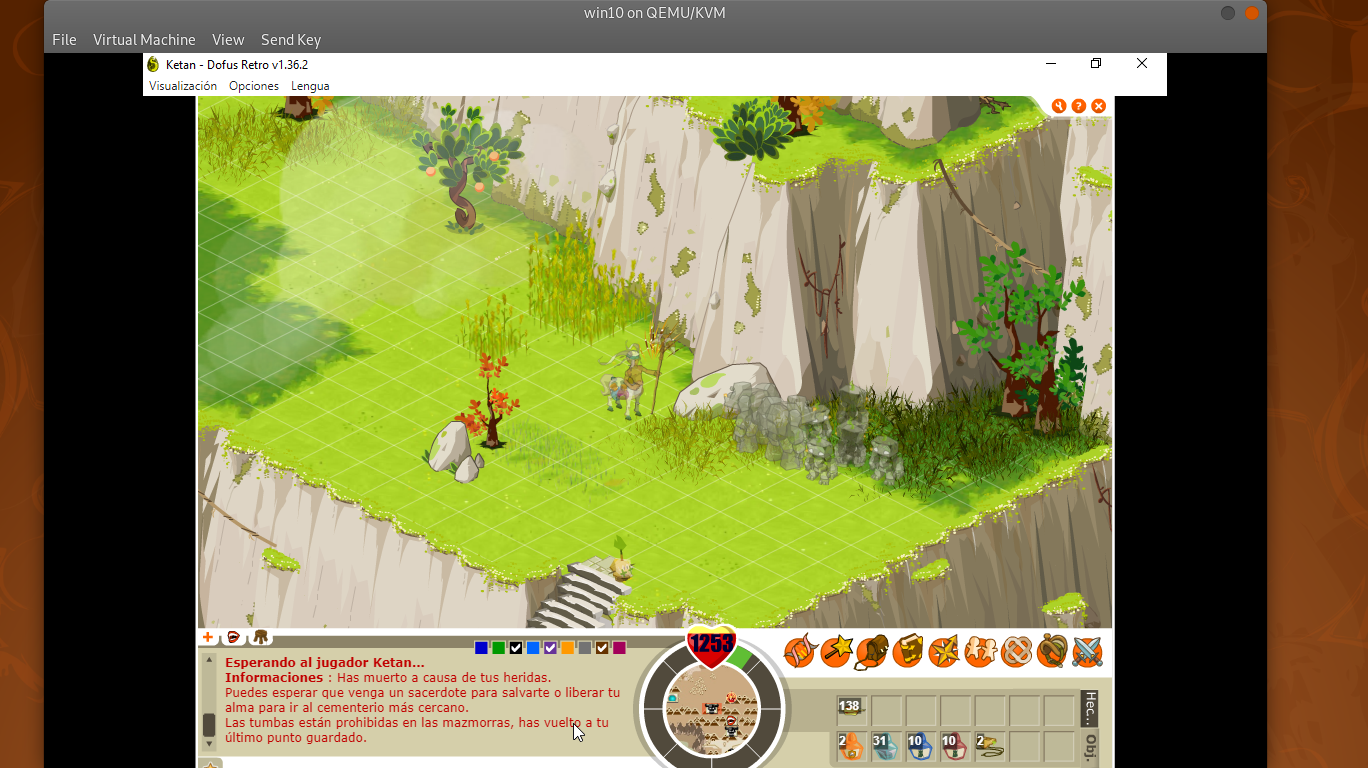 win10 on QEMU/KVM
File Virtual Machine View Send Key
Ketan - Dofus Retro v1.36.2
Visualización Opciones Lengua
1253
Esperando al jugador Ketan...
Informaciones : Has muerto a causa de tus heridas.
Puedes esperar que venga un sacerdote para salvarte o liberar tu
alma para ir al cementerio más cercano.
Las tumbas están prohibidas en las mazmorras, has vuelto a tu
último punto guardado.
138
Hec...
2 31 10 10 2
Obj.